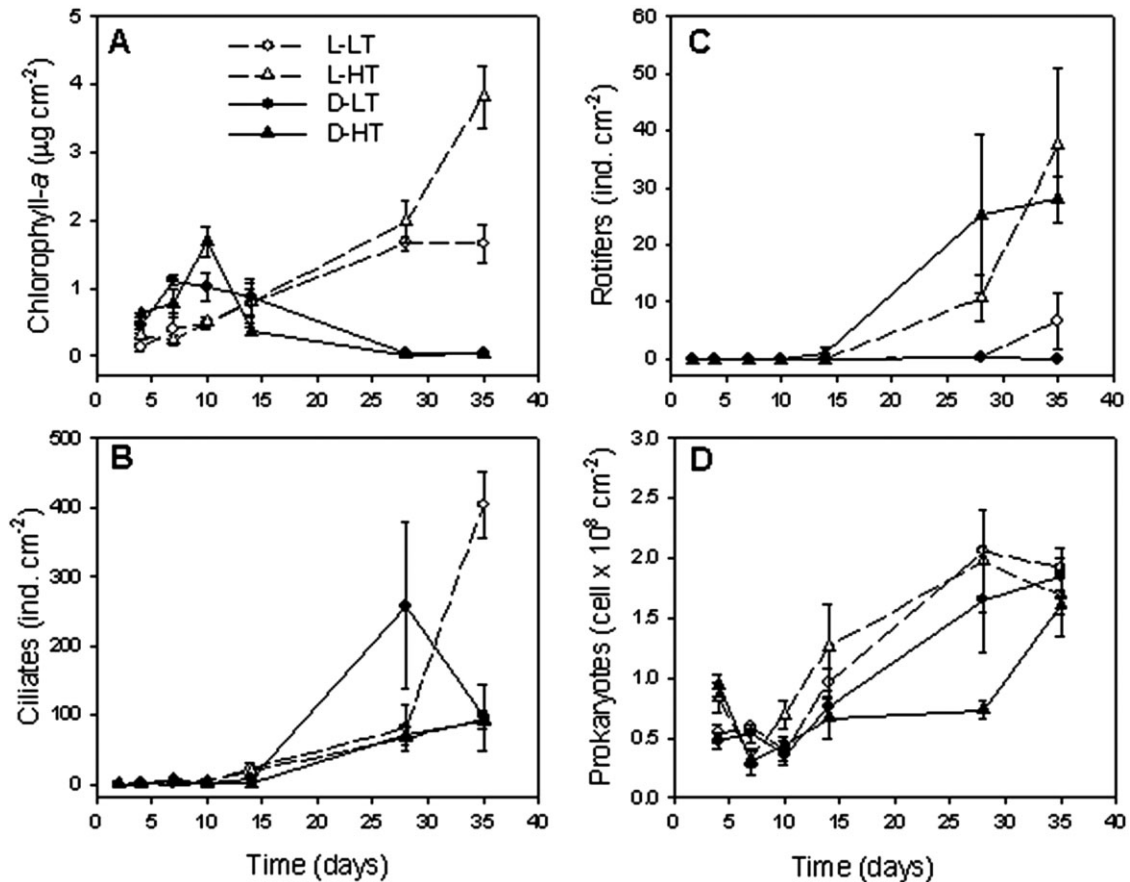 A
L-LT
L-HT
D-LT
D-HT
Chlorophyll-a (µg cm⁻²)
5
4
3
2
1
0
0 5 10 15 20 25 30 35 40
C
Rotifers (ind. cm⁻²)
60
50
40
30
20
10
0
0 5 10 15 20 25 30 35 40
B
Ciliates (ind. cm⁻²)
500
400
300
200
100
0
0 5 10 15 20 25 30 35 40
Time (days)
D
Prokaryotes (cell x 10⁸ cm⁻²)
3.0
2.5
2.0
1.5
1.0
0.5
0.0
0 5 10 15 20 25 30 35 40
Time (days)